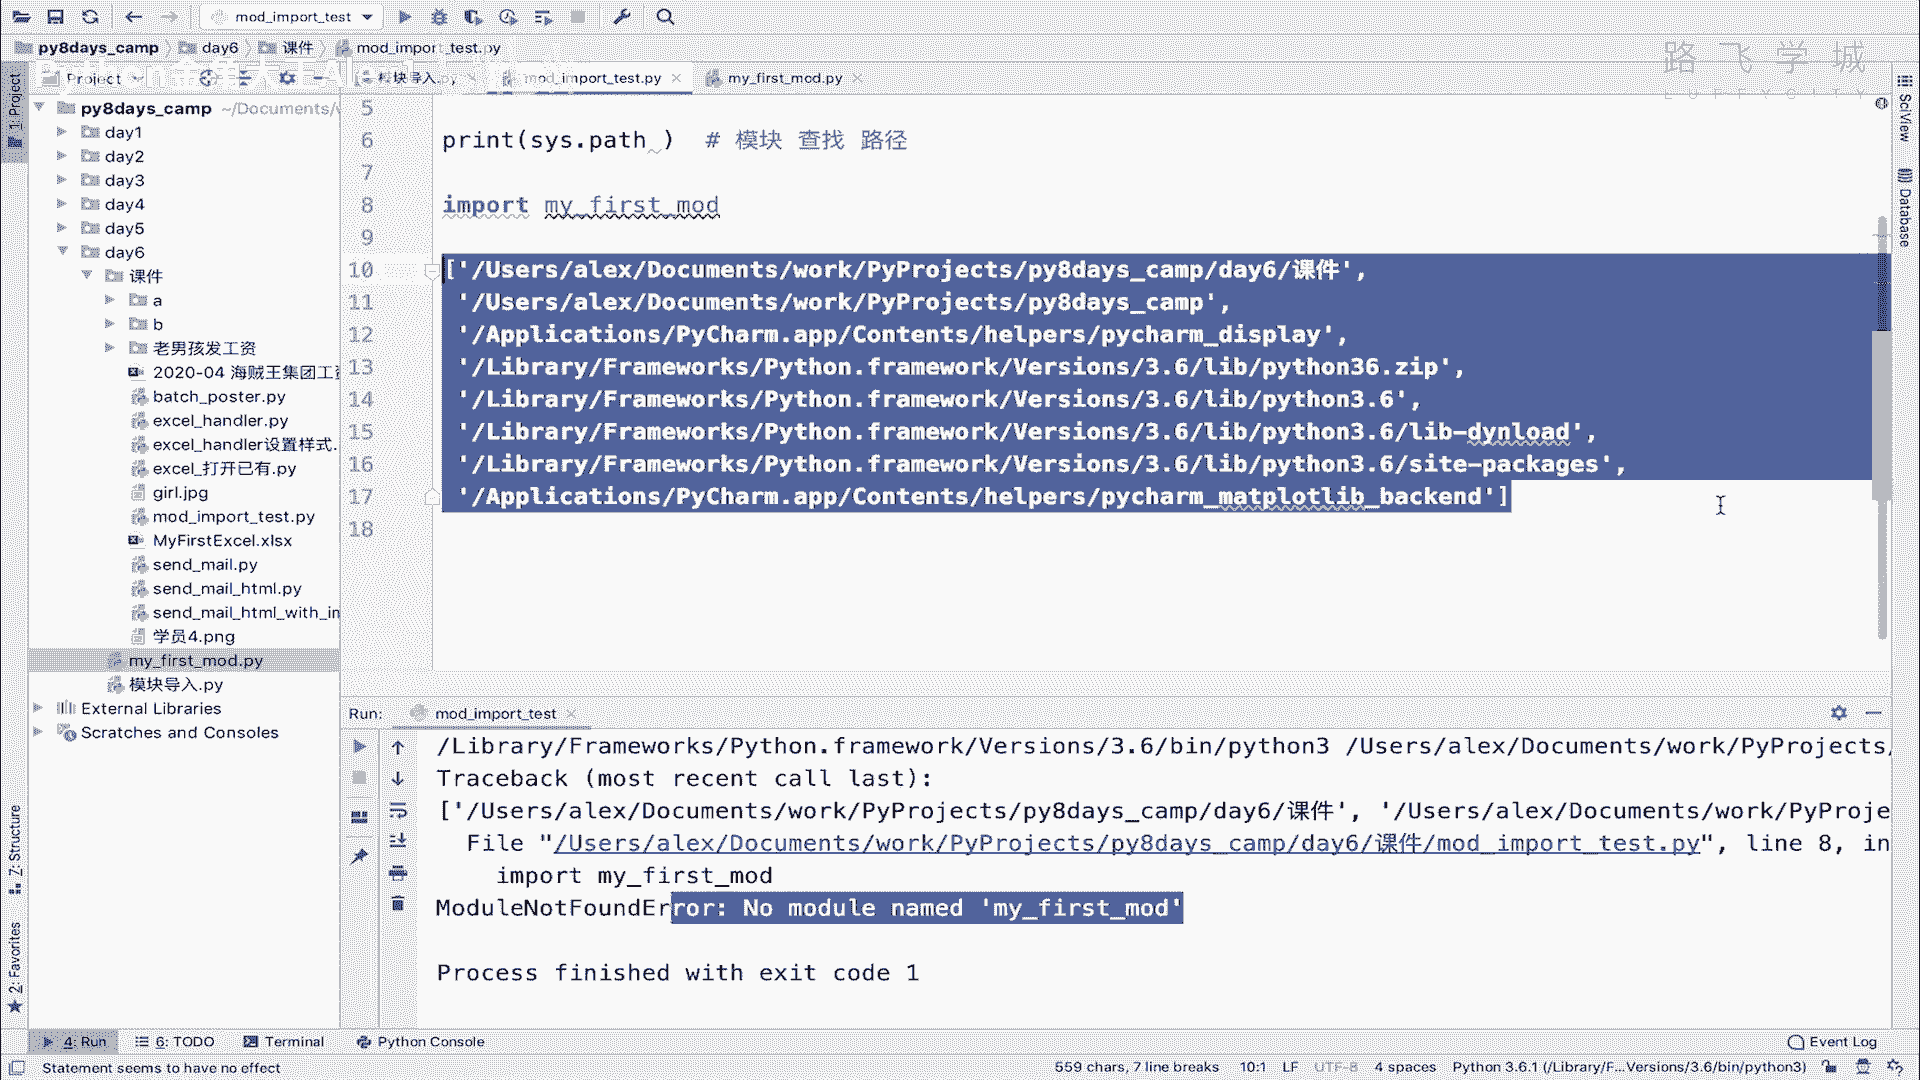 mod_import_test
py8days_camp day6 课件 mod_import_test.py
路飞学城
LUFFYCITY
Project
模块导入.py mod_import_test.py my_first_mod.py
1: Project
py8days_camp ~/Documents/
day1
day2
day3
day4
day5
day6
课件
a
b
老男孩发工资
2020-04 海贼王集团工
batch_poster.py
excel_handler.py
excel_handler设置样式.
excel_打开已有.py
girl.jpg
mod_import_test.py
MyFirstExcel.xlsx
send_mail.py
send_mail_html.py
send_mail_html_with_in
学员4.png
my_first_mod.py
模块导入.py
External Libraries
Scratches and Consoles
5
6 print(sys.path ) # 模块 查找 路径
7
8 import my_first_mod
9
10 ['/Users/alex/Documents/work/PyProjects/py8days_camp/day6/课件',
11 '/Users/alex/Documents/work/PyProjects/py8days_camp',
12 '/Applications/PyCharm.app/Contents/helpers/pycharm_display',
13 '/Library/Frameworks/Python.framework/Versions/3.6/lib/python36.zip',
14 '/Library/Frameworks/Python.framework/Versions/3.6/lib/python3.6',
15 '/Library/Frameworks/Python.framework/Versions/3.6/lib/python3.6/lib-dynload',
16 '/Library/Frameworks/Python.framework/Versions/3.6/lib/python3.6/site-packages',
17 '/Applications/PyCharm.app/Contents/helpers/pycharm_matplotlib_backend']
18
SciView
Database
Run: mod_import_test
/Library/Frameworks/Python.framework/Versions/3.6/bin/python3 /Users/alex/Documents/work/PyProjects/
Traceback (most recent call last):
['/Users/alex/Documents/work/PyProjects/py8days_camp/day6/课件', '/Users/alex/Documents/work/PyProje
File "/Users/alex/Documents/work/PyProjects/py8days_camp/day6/课件/mod_import_test.py", line 8, in
import my_first_mod
ModuleNotFoundError: No module named 'my_first_mod'
Process finished with exit code 1
Z: Structure
2: Favorites
4: Run 6: TODO Terminal Python Console Event Log
Statement seems to have no effect 559 chars, 7 line breaks 10:1 LF UTF-8 4 spaces Python 3.6.1 (/Library/F...Versions/3.6/bin/python3)